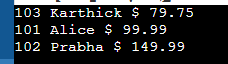 103 Karthick $ 79.75
101 Alice $ 99.99
102 Prabha $ 149.99